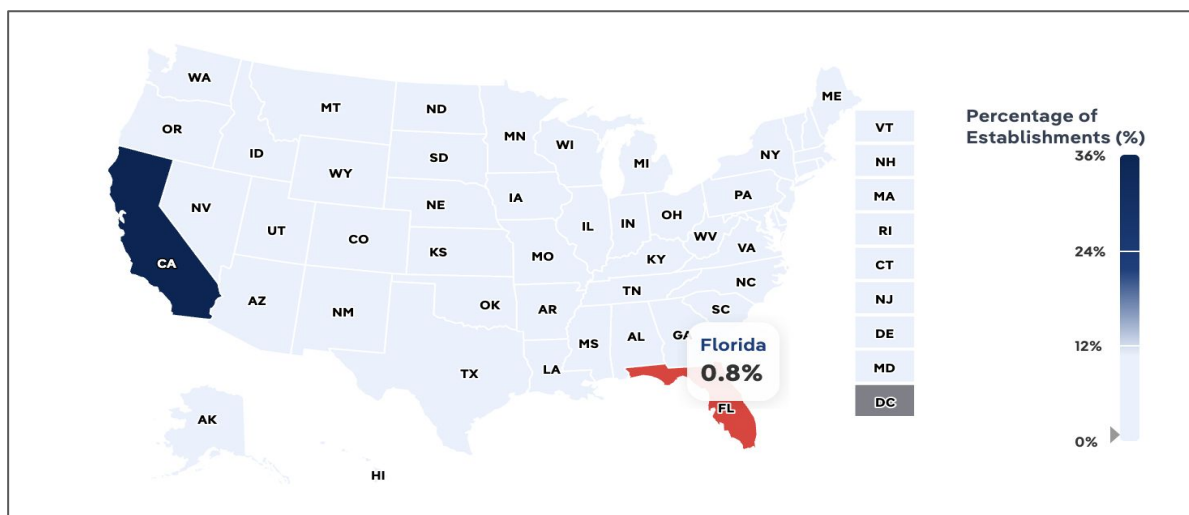 WA
MT
ND
MN
ME
OR
ID
SD
WI
MI
NY
VT
NH
WY
IA
PA
MA
NV
NE
IL
IN
OH
RI
UT
CO
KS
MO
WV
VA
CT
CA
KY
NJ
AZ
NM
OK
AR
TN
NC
SC
DE
TX
LA
MS
AL
GA
MD
DC
AK
HI
FL
Florida
0.8%
Percentage of
Establishments (%)
36%
24%
12%
0%